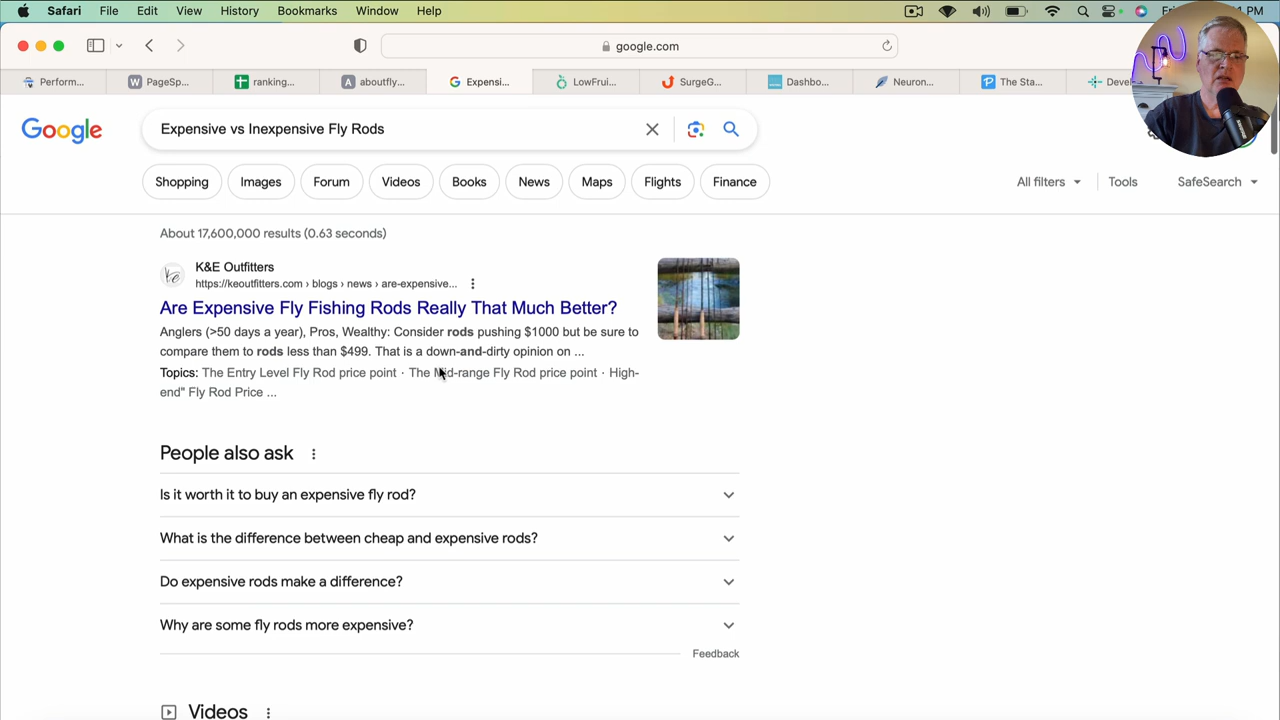 Safari File Edit View History Bookmarks Window Help
google.com
Perform... PageSp... ranking... aboutfly... Expensi... LowFrui... SurgeG... Dashbo... Neuron... The Sta... Devel
Google
Expensive vs Inexpensive Fly Rods
Shopping Images Forum Videos Books News Maps Flights Finance All filters Tools SafeSearch
About 17,600,000 results (0.63 seconds)
K&E Outfitters
https://keoutfitters.com › blogs › news › are-expensive...
Are Expensive Fly Fishing Rods Really That Much Better?
Anglers (>50 days a year), Pros, Wealthy: Consider rods pushing $1000 but be sure to
compare them to rods less than $499. That is a down-and-dirty opinion on ...
Topics: The Entry Level Fly Rod price point · The Mid-range Fly Rod price point · High-
end" Fly Rod Price ...
People also ask
Is it worth it to buy an expensive fly rod?
What is the difference between cheap and expensive rods?
Do expensive rods make a difference?
Why are some fly rods more expensive?
Feedback
Videos